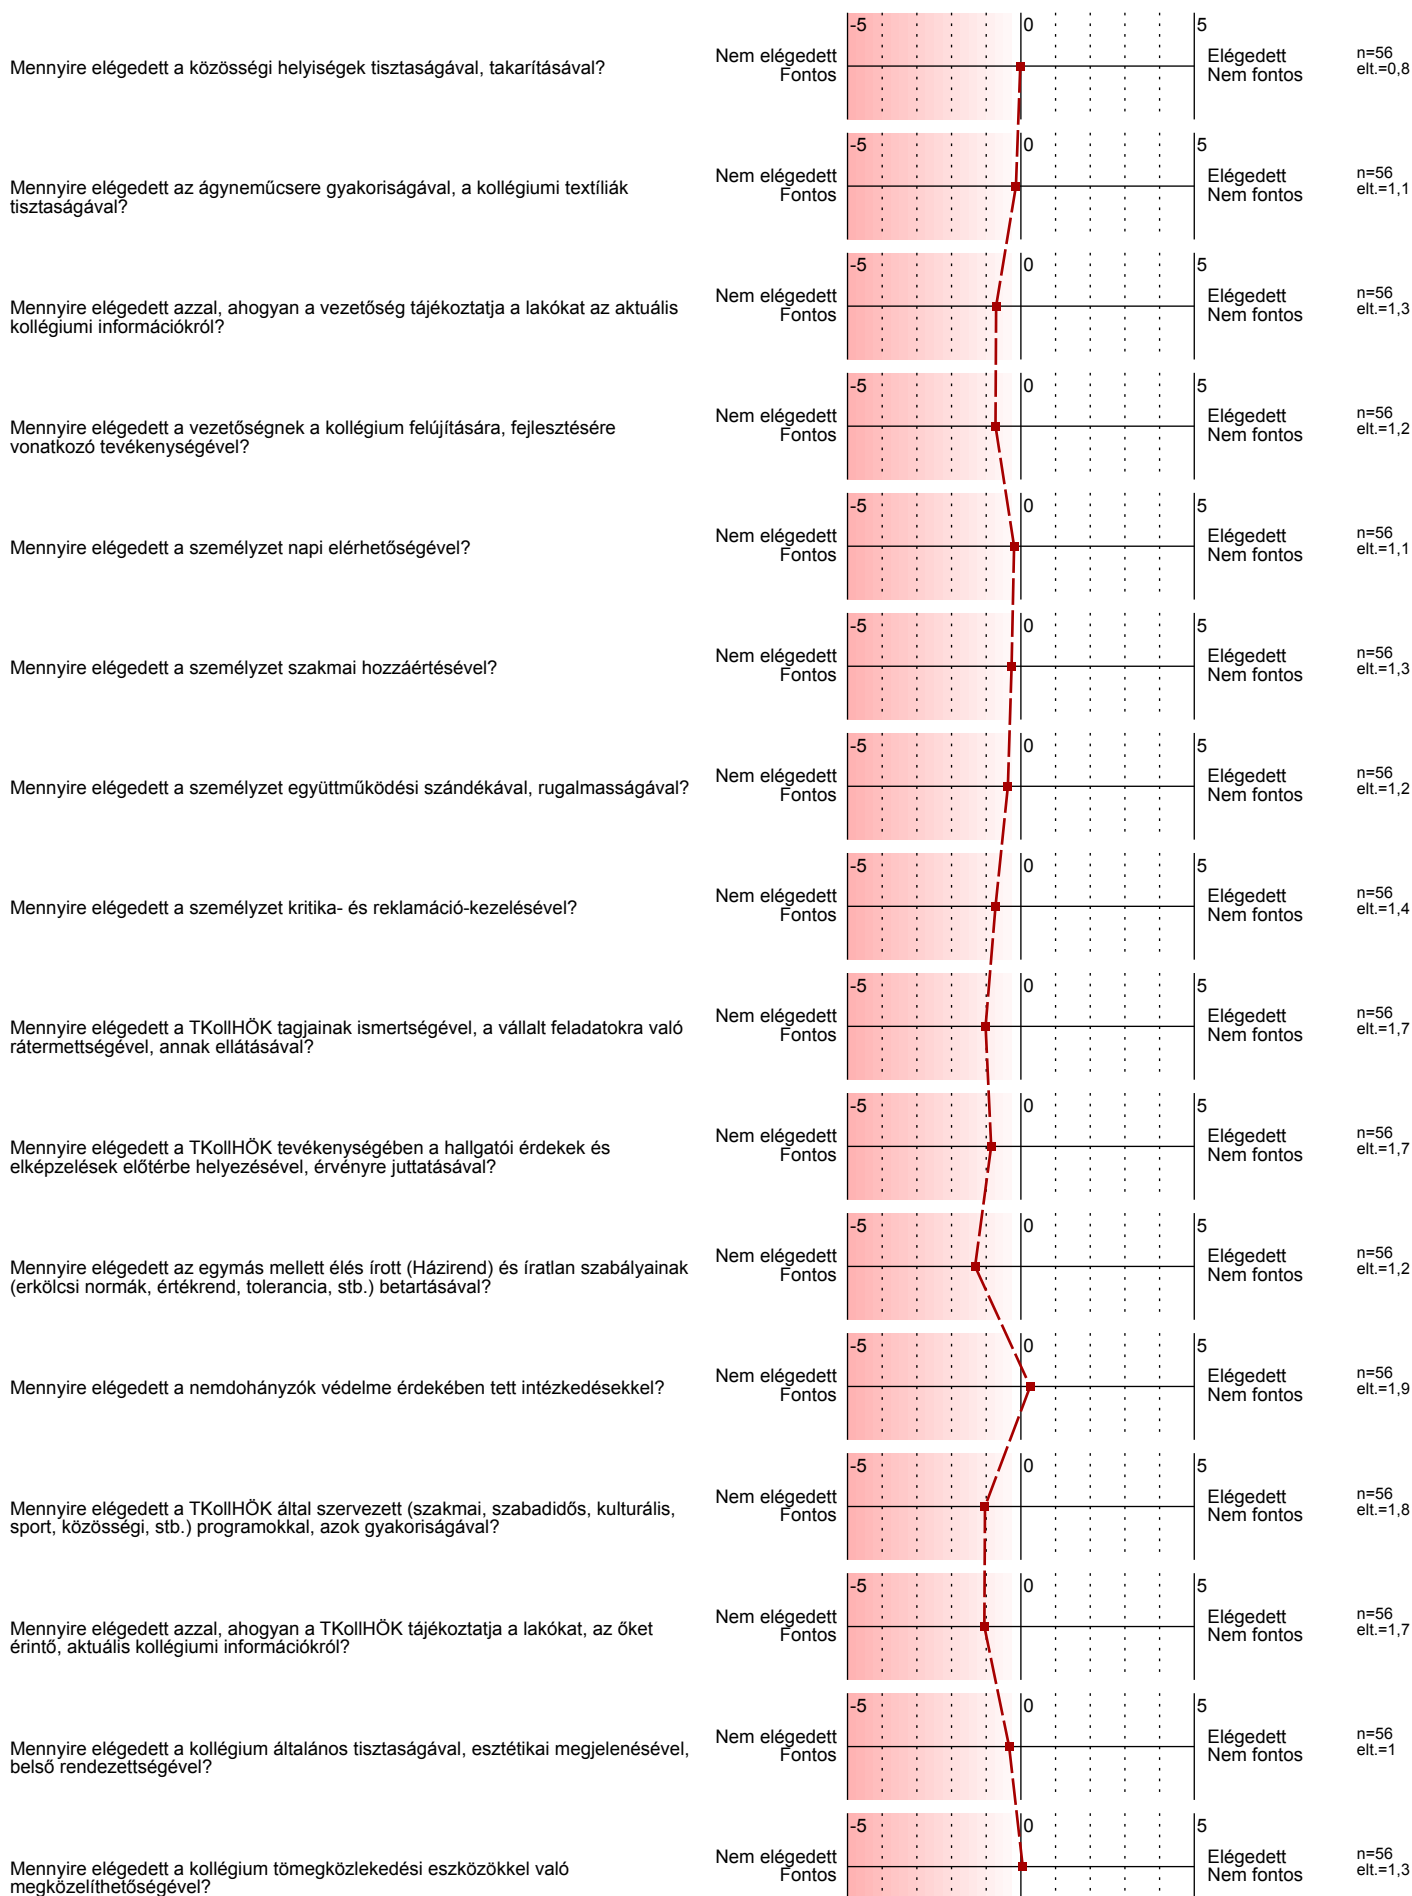 -5 0 5
Mennyire elégedett a közösségi helyiségek tisztaságával, takarításával?
Nem elégedett
Fontos
Elégedett
Nem fontos
n=56
elt.=0,8
-5 0 5
Mennyire elégedett az ágyneműcsere gyakoriságával, a kollégiumi textíliák
tisztaságával?
Nem elégedett
Fontos
Elégedett
Nem fontos
n=56
elt.=1,1
-5 0 5
Mennyire elégedett azzal, ahogyan a vezetőség tájékoztatja a lakókat az aktuális
kollégiumi információkról?
Nem elégedett
Fontos
Elégedett
Nem fontos
n=56
elt.=1,3
-5 0 5
Mennyire elégedett a vezetőségnek a kollégium felújítására, fejlesztésére
vonatkozó tevékenységével?
Nem elégedett
Fontos
Elégedett
Nem fontos
n=56
elt.=1,2
-5 0 5
Mennyire elégedett a személyzet napi elérhetőségével?
Nem elégedett
Fontos
Elégedett
Nem fontos
n=56
elt.=1,1
-5 0 5
Mennyire elégedett a személyzet szakmai hozzáértésével?
Nem elégedett
Fontos
Elégedett
Nem fontos
n=56
elt.=1,3
-5 0 5
Mennyire elégedett a személyzet együttműködési szándékával, rugalmasságával?
Nem elégedett
Fontos
Elégedett
Nem fontos
n=56
elt.=1,2
-5 0 5
Mennyire elégedett a személyzet kritika- és reklamáció-kezelésével?
Nem elégedett
Fontos
Elégedett
Nem fontos
n=56
elt.=1,4
-5 0 5
Mennyire elégedett a TKollHÖK tagjainak ismertségével, a vállalt feladatokra való
rátermettségével, annak ellátásával?
Nem elégedett
Fontos
Elégedett
Nem fontos
n=56
elt.=1,7
-5 0 5
Mennyire elégedett a TKollHÖK tevékenységében a hallgatói érdekek és
elképzelések előtérbe helyezésével, érvényre juttatásával?
Nem elégedett
Fontos
Elégedett
Nem fontos
n=56
elt.=1,7
-5 0 5
Mennyire elégedett az egymás mellett élés írott (Házirend) és íratlan szabályainak
(erkölcsi normák, értékrend, tolerancia, stb.) betartásával?
Nem elégedett
Fontos
Elégedett
Nem fontos
n=56
elt.=1,2
-5 0 5
Mennyire elégedett a nemdohányzók védelme érdekében tett intézkedésekkel?
Nem elégedett
Fontos
Elégedett
Nem fontos
n=56
elt.=1,9
-5 0 5
Mennyire elégedett a TKollHÖK által szervezett (szakmai, szabadidős, kulturális,
sport, közösségi, stb.) programokkal, azok gyakoriságával?
Nem elégedett
Fontos
Elégedett
Nem fontos
n=56
elt.=1,8
-5 0 5
Mennyire elégedett azzal, ahogyan a TKollHÖK tájékoztatja a lakókat, az őket
érintő, aktuális kollégiumi információkról?
Nem elégedett
Fontos
Elégedett
Nem fontos
n=56
elt.=1,7
-5 0 5
Mennyire elégedett a kollégium általános tisztaságával, esztétikai megjelenésével,
belső rendezettségével?
Nem elégedett
Fontos
Elégedett
Nem fontos
n=56
elt.=1
-5 0 5
Mennyire elégedett a kollégium tömegközlekedési eszközökkel való
megközelíthetőségével?
Nem elégedett
Fontos
Elégedett
Nem fontos
n=56
elt.=1,3